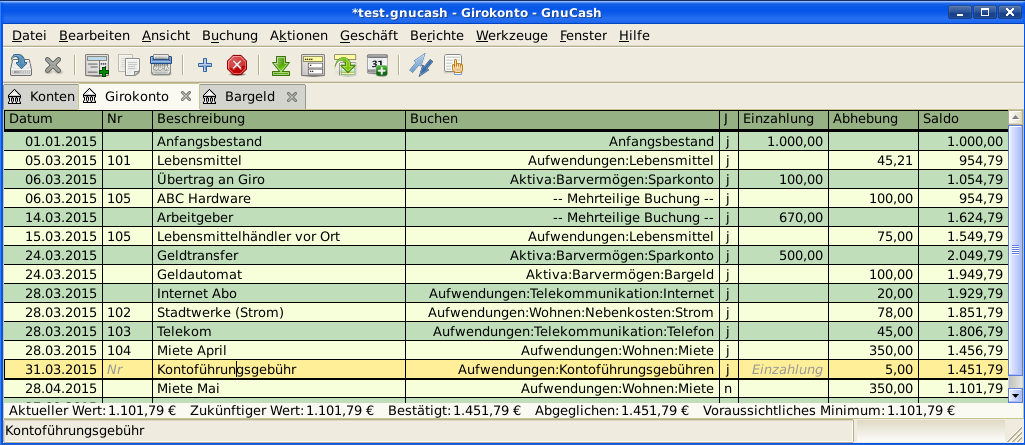 *test.gnucash - Girokonto - GnuCash
Datei Bearbeiten Ansicht Buchung Aktionen Geschäft Berichte Werkzeuge Fenster Hilfe
31
Konten Girokonto Bargeld
Datum Nr Beschreibung Buchen J Einzahlung Abhebung Saldo
01.01.2015 Anfangsbestand Anfangsbestand j 1.000,00 1.000,00
05.03.2015 101 Lebensmittel Aufwendungen:Lebensmittel j 45,21 954,79
06.03.2015 Übertrag an Giro Aktiva:Barvermögen:Sparkonto j 100,00 1.054,79
06.03.2015 105 ABC Hardware -- Mehrteilige Buchung -- j 100,00 954,79
14.03.2015 Arbeitgeber -- Mehrteilige Buchung -- j 670,00 1.624,79
15.03.2015 105 Lebensmittelhändler vor Ort Aufwendungen:Lebensmittel j 75,00 1.549,79
24.03.2015 Geldtransfer Aktiva:Barvermögen:Sparkonto j 500,00 2.049,79
24.03.2015 Geldautomat Aktiva:Barvermögen:Bargeld j 100,00 1.949,79
28.03.2015 Internet Abo Aufwendungen:Telekommunikation:Internet j 20,00 1.929,79
28.03.2015 102 Stadtwerke (Strom) Aufwendungen:Wohnen:Nebenkosten:Strom j 78,00 1.851,79
28.03.2015 103 Telekom Aufwendungen:Telekommunikation:Telefon j 45,00 1.806,79
28.03.2015 104 Miete April Aufwendungen:Wohnen:Miete j 350,00 1.456,79
31.03.2015 Nr Kontoführungsgebühr Aufwendungen:Kontoführungsgebühren j Einzahlung 5,00 1.451,79
28.04.2015 Miete Mai Aufwendungen:Wohnen:Miete n 350,00 1.101,79
Aktueller Wert: 1.101,79 € Zukünftiger Wert: 1.101,79 € Bestätigt: 1.451,79 € Abgeglichen: 1.451,79 € Voraussichtliches Minimum: 1.101,79 €
Kontoführungsgebühr